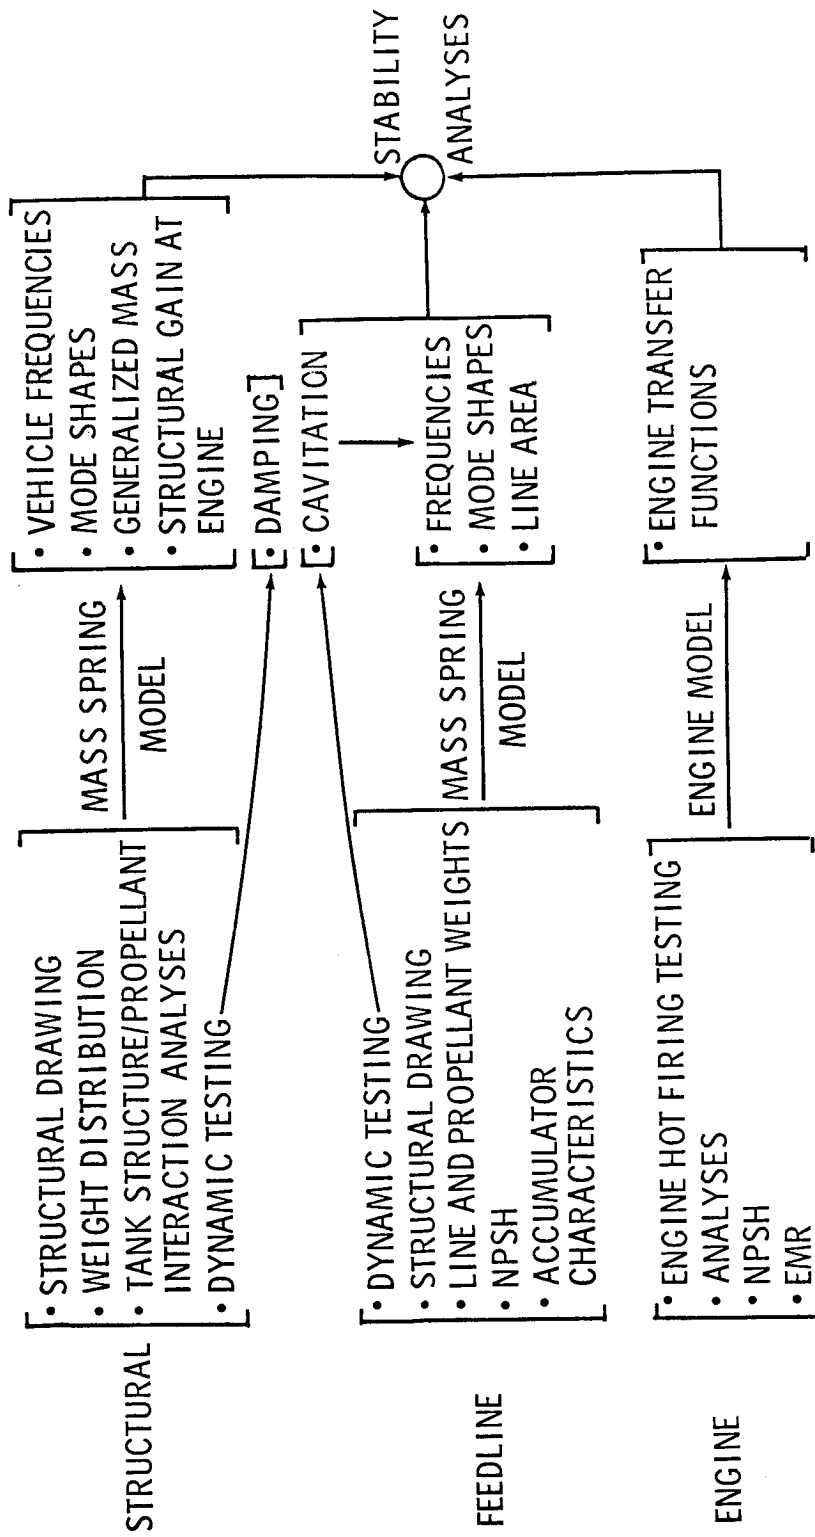 STRUCTURAL
• STRUCTURAL DRAWING
• WEIGHT DISTRIBUTION
• TANK STRUCTURE/PROPELLANT
INTERACTION ANALYSES
• DYNAMIC TESTING
MASS SPRING
MODEL
• VEHICLE FREQUENCIES
• MODE SHAPES
• GENERALIZED MASS
• STRUCTURAL GAIN AT
ENGINE
[• DAMPING]
FEEDLINE
• DYNAMIC TESTING
• STRUCTURAL DRAWING
• LINE AND PROPELLANT WEIGHTS
• NPSH
• ACCUMULATOR
CHARACTERISTICS
MASS SPRING
MODEL
• CAVITATION
• FREQUENCIES
• MODE SHAPES
• LINE AREA
ENGINE
• ENGINE HOT FIRING TESTING
• ANALYSES
• NPSH
• EMR
ENGINE MODEL
• ENGINE TRANSFER
FUNCTIONS
STABILITY
ANALYSES